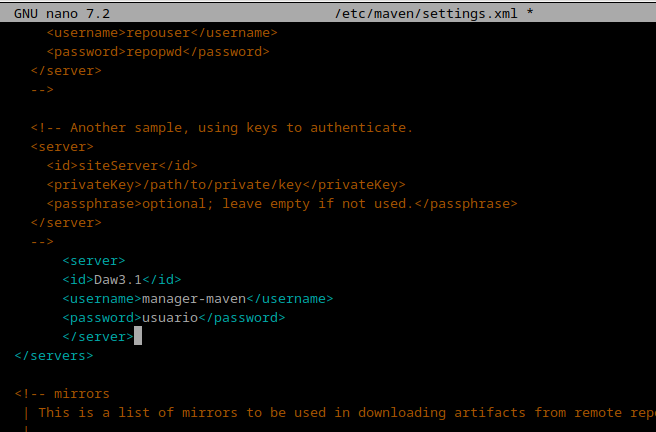 GNU nano 7.2 /etc/maven/settings.xml *
<username>repouser</username>
<password>repopwd</password>
</server>
-->
<!-- Another sample, using keys to authenticate.
<server>
<id>siteServer</id>
<privateKey>/path/to/private/key</privateKey>
<passphrase>optional; leave empty if not used.</passphrase>
</server>
-->
<server>
<id>Daw3.1</id>
<username>manager-maven</username>
<password>usuario</password>
</server>
</servers>
<!-- mirrors
| This is a list of mirrors to be used in downloading artifacts from remote repo
|